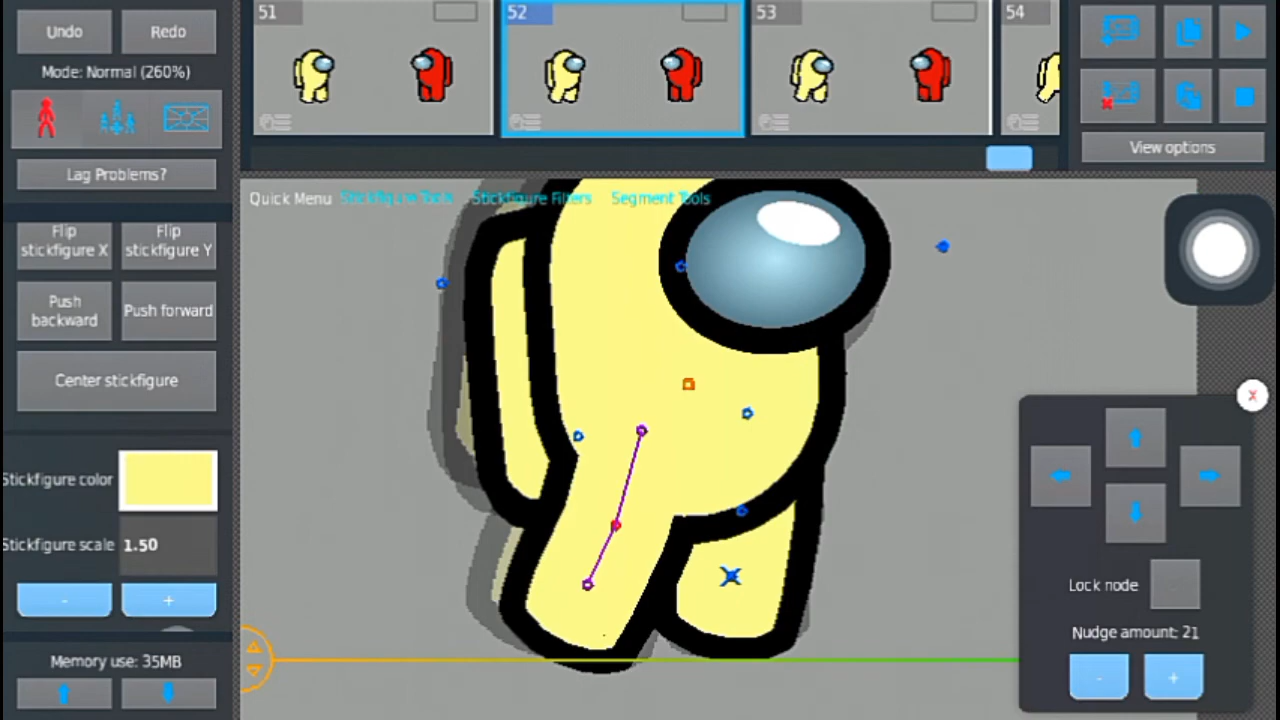 Undo
Redo
Mode: Normal (260%)
Lag Problems?
51
52
53
54
View options
Quick Menu
Stickfigure Tools
Stickfigure Filters
Segment Tools
Flip stickfigure X
Flip stickfigure Y
Push backward
Push forward
Center stickfigure
Stickfigure color
Stickfigure scale 1.50
-
+
Memory use: 35MB
X
Lock node
Nudge amount: 21
-
+